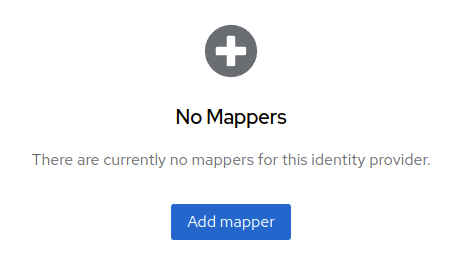 No Mappers
There are currently no mappers for this identity provider.
Add mapper